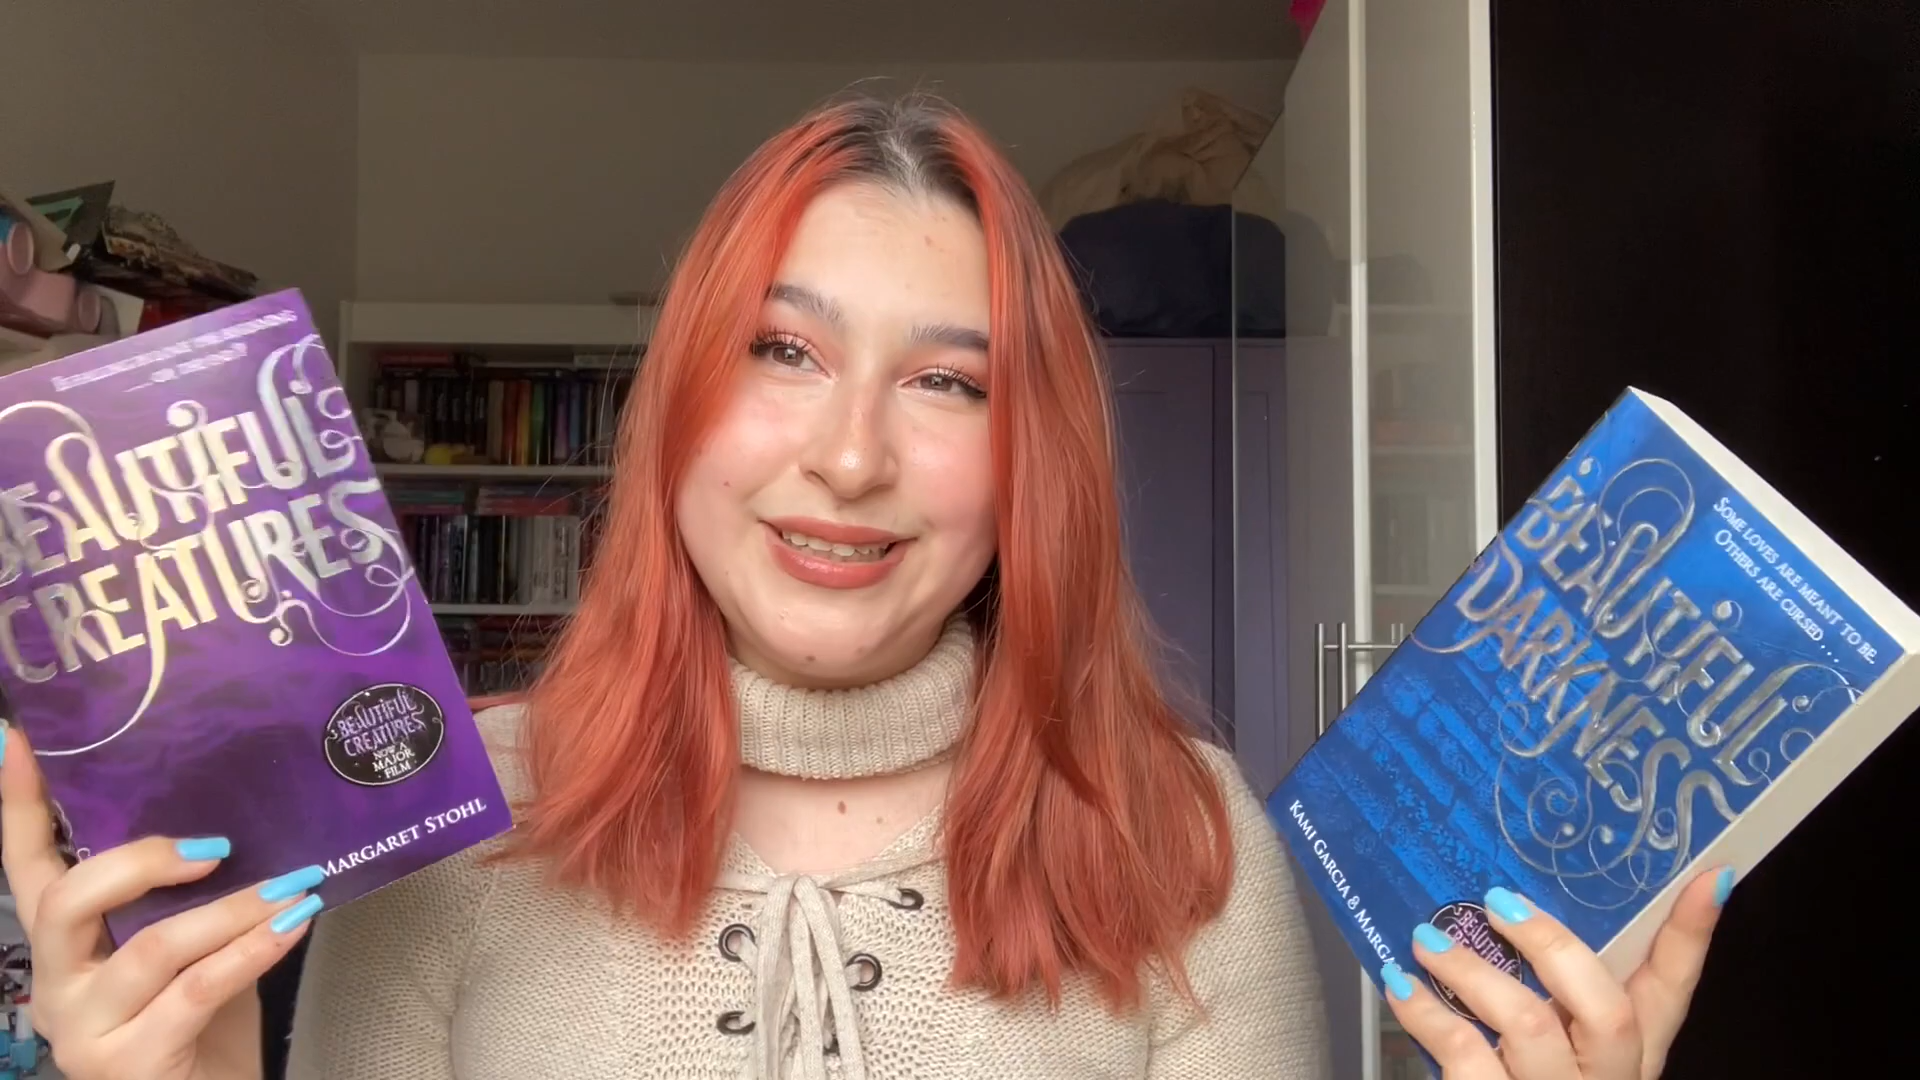 BEAUTIFUL
CREATURES
BEAUTIFUL
CREATURES
NOW A
MAJOR
FILM
MARGARET STOHL
SOME LOVES ARE MEANT TO BE.
OTHERS ARE CURSED . . .
BEAUTIFUL
DARKNESS
KAMI GARCIA & MARGA
BEAUTIFUL